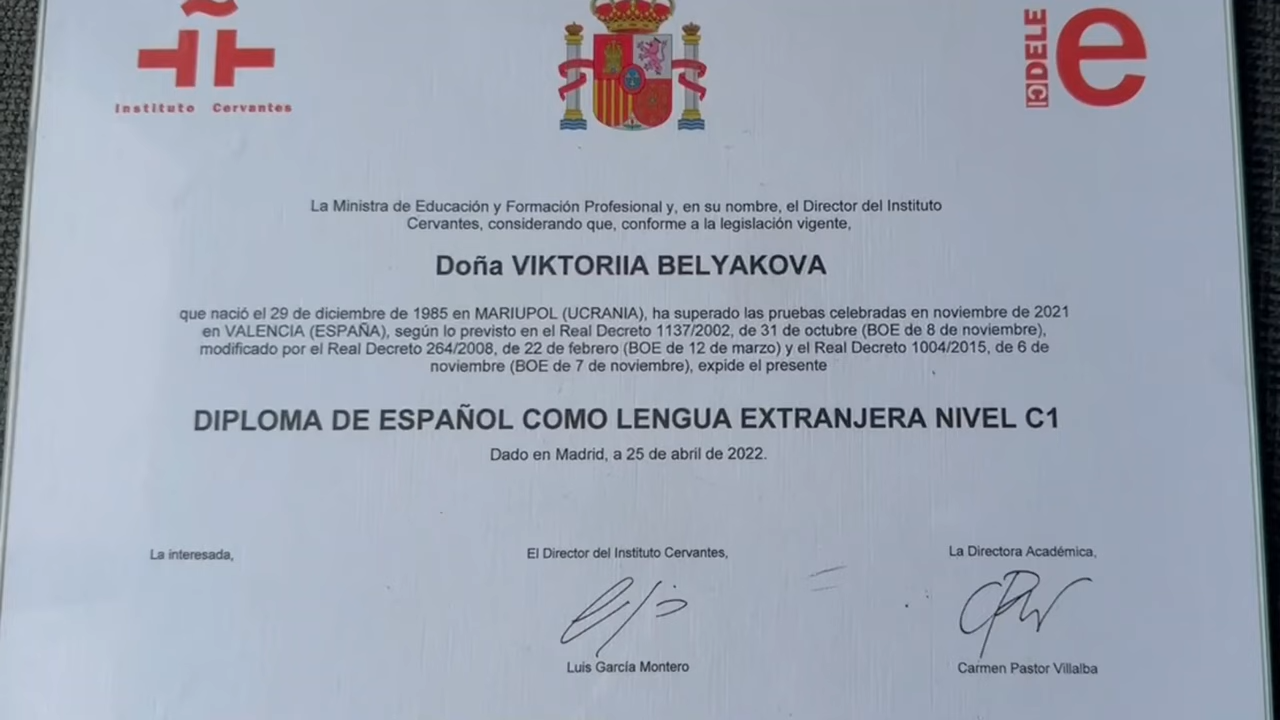 Instituto Cervantes
DELE
e
La Ministra de Educación y Formación Profesional y, en su nombre, el Director del Instituto
Cervantes, considerando que, conforme a la legislación vigente,
Doña VIKTORIIA BELYAKOVA
que nació el 29 de diciembre de 1985 en MARIUPOL (UCRANIA), ha superado las pruebas celebradas en noviembre de 2021
en VALENCIA (ESPAÑA), según lo previsto en el Real Decreto 1137/2002, de 31 de octubre (BOE de 8 de noviembre),
modificado por el Real Decreto 264/2008, de 22 de febrero (BOE de 12 de marzo) y el Real Decreto 1004/2015, de 6 de
noviembre (BOE de 7 de noviembre), expide el presente
DIPLOMA DE ESPAÑOL COMO LENGUA EXTRANJERA NIVEL C1
Dado en Madrid, a 25 de abril de 2022.
La interesada,
El Director del Instituto Cervantes,
La Directora Académica,
Luis García Montero
Carmen Pastor Villalba